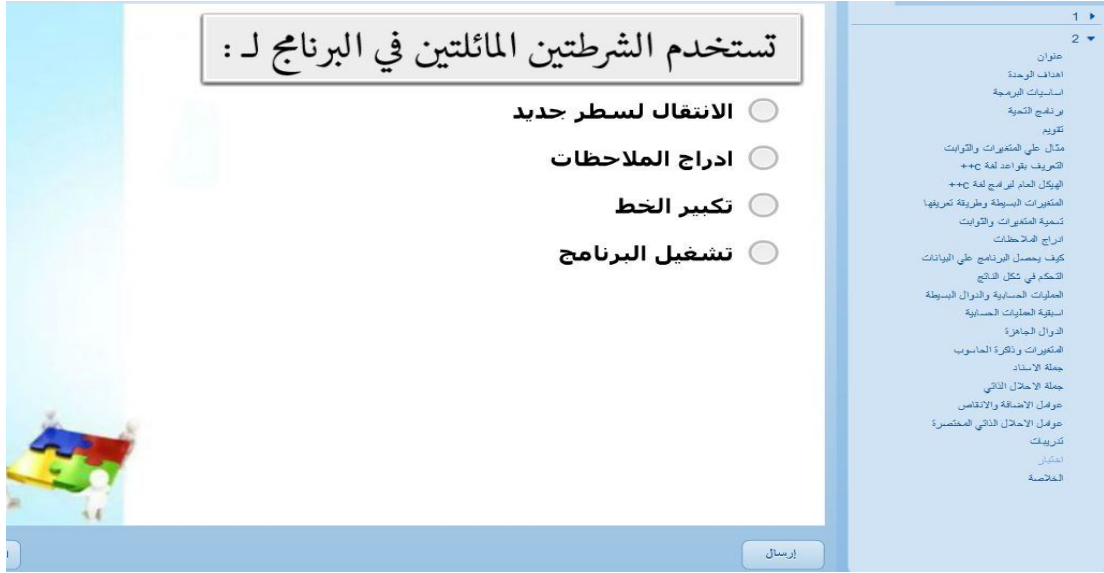 تستخدم الشرطتين المائلتين في البرنامج لـ :
الانتقال لسطر جديد
ادراج الملاحظات
تكبير الخط
تشغيل البرنامج
إرسال
1
2
عنوان
اهداف الوحدة
اساسيات البرمجة
برنامج التحية
تقويم
مثال علي المتغيرات والثوابت
التعريف بقواعد لغة c++
الهيكل العام لبرامج لغة c++
المتغيرات البسيطة وطريقة تعريفها
تسمية المتغيرات والثوابت
ادراج الملاحظات
كيف يحصل البرنامج علي البيانات
التحكم في شكل الناتج
العمليات الحسابية والدوال البسيطة
اسبقية العمليات الحسابية
الدوال الجاهزة
المتغيرات وذاكرة الحاسوب
جملة الاسناد
جملة الاحلال الذاتي
عوامل الاضافة والانقاص
عوامل الاحلال الذاتي المختصرة
تدريبات
اختبار
الخلاصة